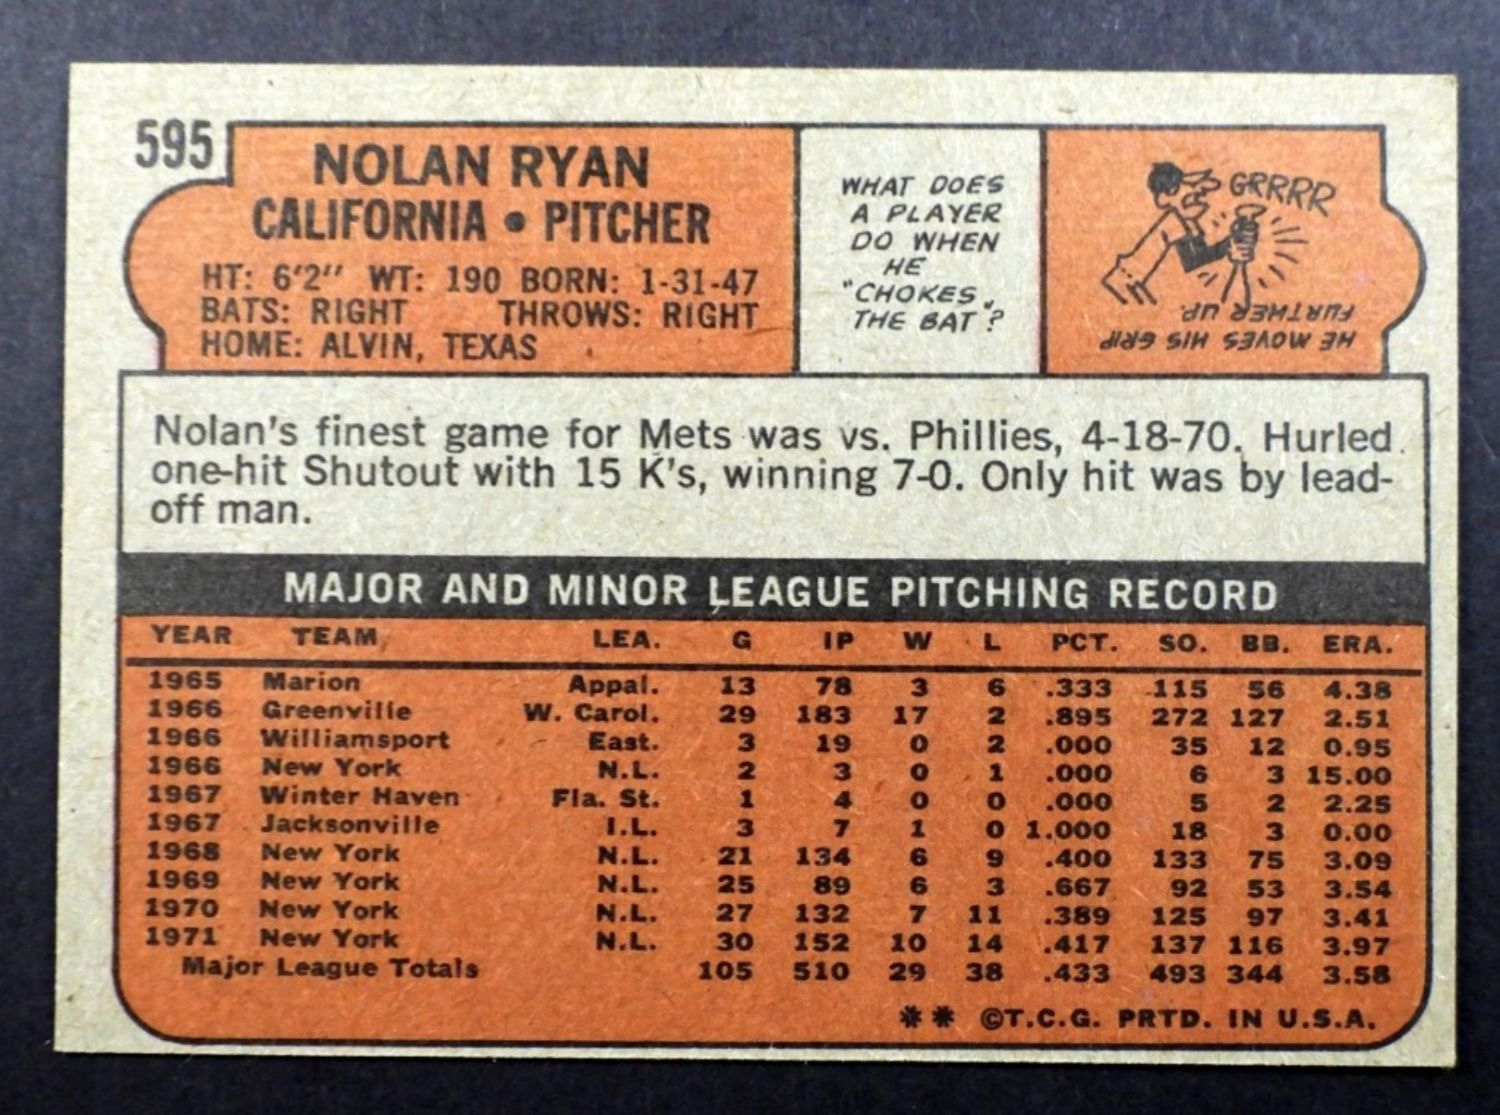 595
NOLAN RYAN
CALIFORNIA • PITCHER
HT: 6'2" WT: 190 BORN: 1-31-47
BATS: RIGHT THROWS: RIGHT
HOME: ALVIN, TEXAS
WHAT DOES
A PLAYER
DO WHEN
HE
"CHOKES
THE BAT"?
GRRRR
HE MOVES HIS GRIP
FURTHER UP.
Nolan's finest game for Mets was vs. Phillies, 4-18-70. Hurled
one-hit Shutout with 15 K's, winning 7-0. Only hit was by lead-
off man.
MAJOR AND MINOR LEAGUE PITCHING RECORD
YEAR TEAM LEA. G IP W L PCT. SO. BB. ERA.
1965 Marion Appal. 13 78 3 6 .333 115 56 4.38
1966 Greenville W. Carol. 29 183 17 2 .895 272 127 2.51
1966 Williamsport East. 3 19 0 2 .000 35 12 0.95
1966 New York N.L. 2 3 0 1 .000 6 3 15.00
1967 Winter Haven Fla. St. 1 4 0 0 .000 5 2 2.25
1967 Jacksonville I.L. 3 7 1 0 1.000 18 3 0.00
1968 New York N.L. 21 134 6 9 .400 133 75 3.09
1969 New York N.L. 25 89 6 3 .667 92 53 3.54
1970 New York N.L. 27 132 7 11 .389 125 97 3.41
1971 New York N.L. 30 152 10 14 .417 137 116 3.97
Major League Totals 105 510 29 38 .433 493 344 3.58
** ©T.C.G. PRTD. IN U.S.A.